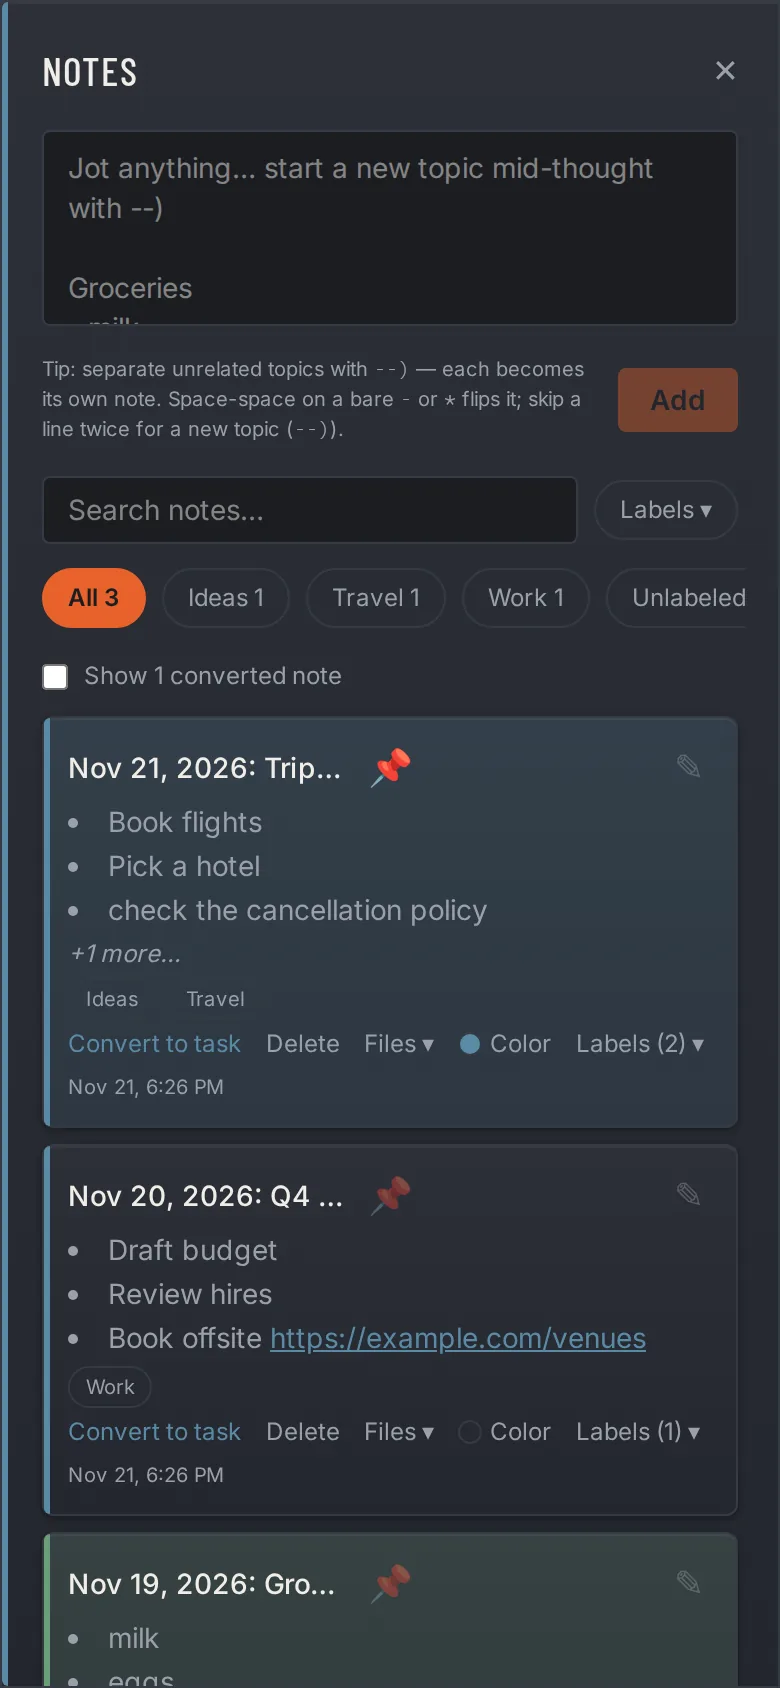 NOTES
×
Jot anything... start a new topic mid-thought
with --)
Groceries
- milk
Tip: separate unrelated topics with --) — each becomes
its own note. Space-space on a bare - or * flips it; skip a
line twice for a new topic (--)).
Add
Search notes...
Labels ▾
All 3
Ideas 1
Travel 1
Work 1
Unlabeled
Show 1 converted note
Nov 21, 2026: Trip...
• Book flights
• Pick a hotel
• check the cancellation policy
+1 more...
Ideas
Travel
Convert to task
Delete
Files ▾
Color
Labels (2) ▾
Nov 21, 6:26 PM
Nov 20, 2026: Q4 ...
• Draft budget
• Review hires
• Book offsite https://example.com/venues
Work
Convert to task
Delete
Files ▾
Color
Labels (1) ▾
Nov 21, 6:26 PM
Nov 19, 2026: Gro...
• milk
• eggs